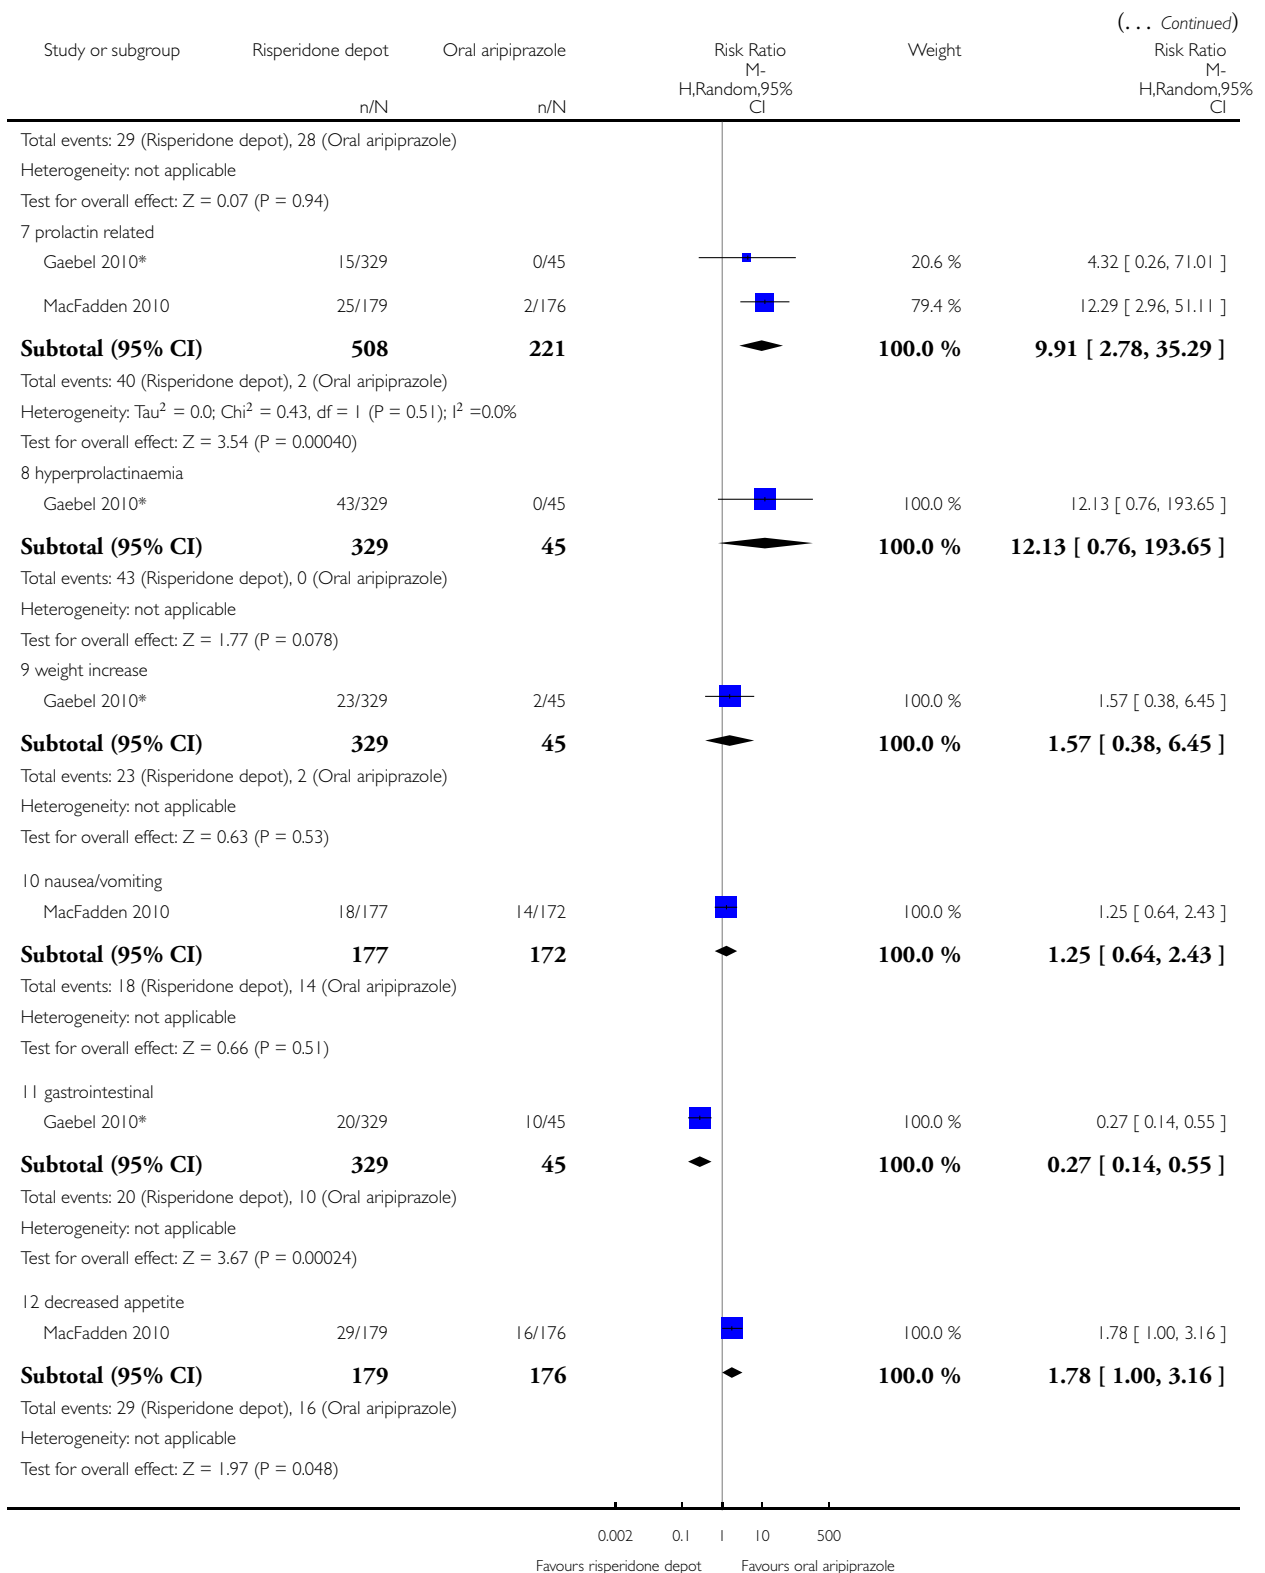 (... Continued)
Study or subgroup Risperidone depot Oral aripiprazole Risk Ratio Weight Risk Ratio
M- M-
H,Random,95% H,Random,95%
n/N n/N CI CI
Total events: 29 (Risperidone depot), 28 (Oral aripiprazole)
Heterogeneity: not applicable
Test for overall effect: Z = 0.07 (P = 0.94)
7 prolactin related
Gaebel 2010* 15/329 0/45 20.6 % 4.32 [ 0.26, 71.01 ]
MacFadden 2010 25/179 2/176 79.4 % 12.29 [ 2.96, 51.11 ]
Subtotal (95% CI) 508 221 100.0 % 9.91 [ 2.78, 35.29 ]
Total events: 40 (Risperidone depot), 2 (Oral aripiprazole)
Heterogeneity: Tau² = 0.0; Chi² = 0.43, df = 1 (P = 0.51); I² =0.0%
Test for overall effect: Z = 3.54 (P = 0.00040)
8 hyperprolactinaemia
Gaebel 2010* 43/329 0/45 100.0 % 12.13 [ 0.76, 193.65 ]
Subtotal (95% CI) 329 45 100.0 % 12.13 [ 0.76, 193.65 ]
Total events: 43 (Risperidone depot), 0 (Oral aripiprazole)
Heterogeneity: not applicable
Test for overall effect: Z = 1.77 (P = 0.078)
9 weight increase
Gaebel 2010* 23/329 2/45 100.0 % 1.57 [ 0.38, 6.45 ]
Subtotal (95% CI) 329 45 100.0 % 1.57 [ 0.38, 6.45 ]
Total events: 23 (Risperidone depot), 2 (Oral aripiprazole)
Heterogeneity: not applicable
Test for overall effect: Z = 0.63 (P = 0.53)
10 nausea/vomiting
MacFadden 2010 18/177 14/172 100.0 % 1.25 [ 0.64, 2.43 ]
Subtotal (95% CI) 177 172 100.0 % 1.25 [ 0.64, 2.43 ]
Total events: 18 (Risperidone depot), 14 (Oral aripiprazole)
Heterogeneity: not applicable
Test for overall effect: Z = 0.66 (P = 0.51)
11 gastrointestinal
Gaebel 2010* 20/329 10/45 100.0 % 0.27 [ 0.14, 0.55 ]
Subtotal (95% CI) 329 45 100.0 % 0.27 [ 0.14, 0.55 ]
Total events: 20 (Risperidone depot), 10 (Oral aripiprazole)
Heterogeneity: not applicable
Test for overall effect: Z = 3.67 (P = 0.00024)
12 decreased appetite
MacFadden 2010 29/179 16/176 100.0 % 1.78 [ 1.00, 3.16 ]
Subtotal (95% CI) 179 176 100.0 % 1.78 [ 1.00, 3.16 ]
Total events: 29 (Risperidone depot), 16 (Oral aripiprazole)
Heterogeneity: not applicable
Test for overall effect: Z = 1.97 (P = 0.048)
0.002 0.1 1 10 500
Favours risperidone depot Favours oral aripiprazole